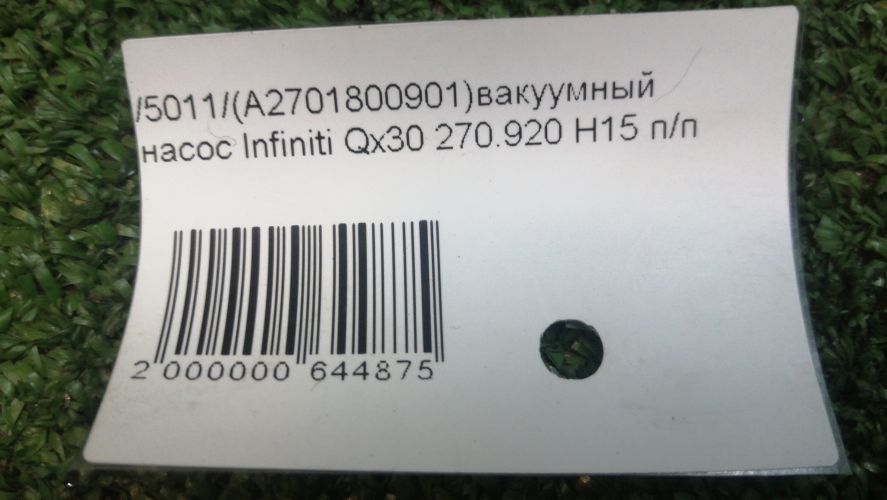 /5011/(A2701800901)вакуумный
насос Infiniti Qx30 270.920 H15 п/п
2 000000 644875